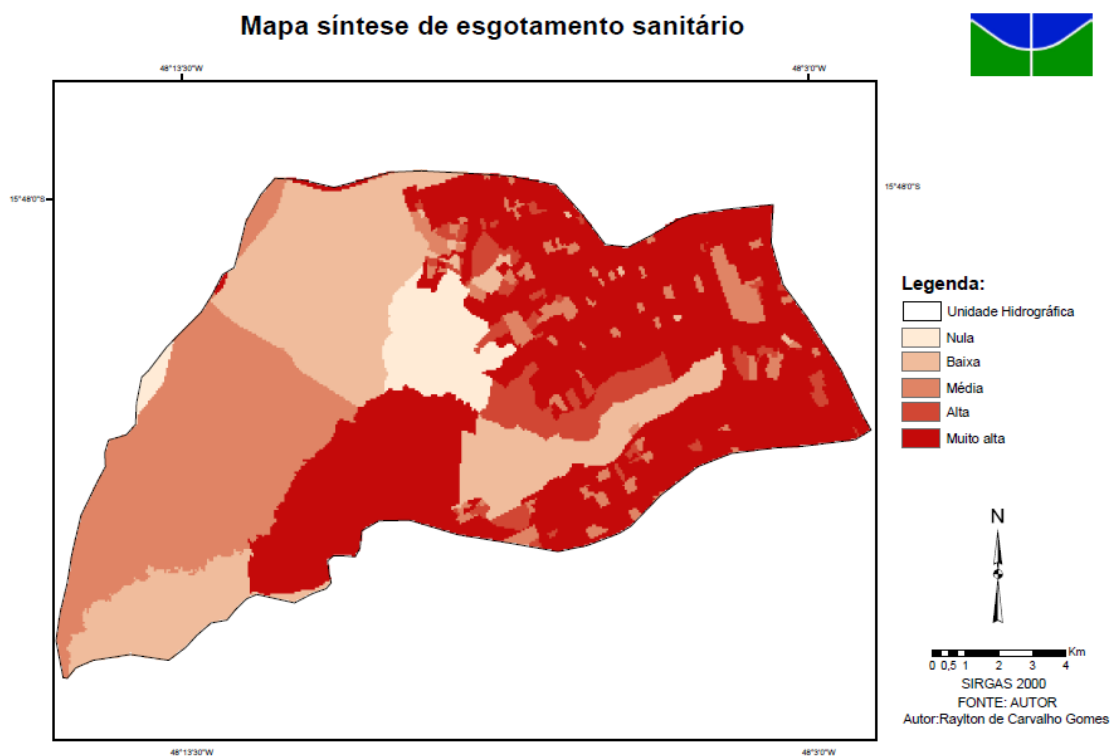 Mapa síntese de esgotamento sanitário
48°13'30"W
48°3'0"W
15°48'0"S
15°48'0"S
Legenda:
Unidade Hidrográfica
Nula
Baixa
Média
Alta
Muito alta
N
Km
0 0,5 1 2 3 4
SIRGAS 2000
FONTE: AUTOR
Autor:Raylton de Carvalho Gomes
48°13'30"W
48°3'0"W